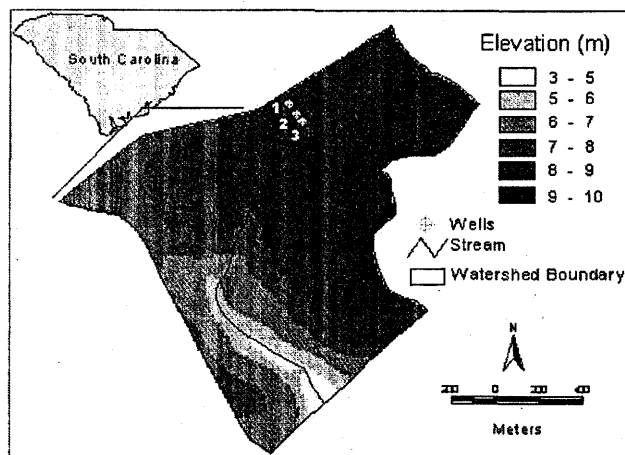 South Carolina
Elevation (m)
3 - 5
5 - 6
6 - 7
7 - 8
8 - 9
9 - 10
1
2
3
Wells
Stream
Watershed Boundary
N
200 0 200 400
Meters